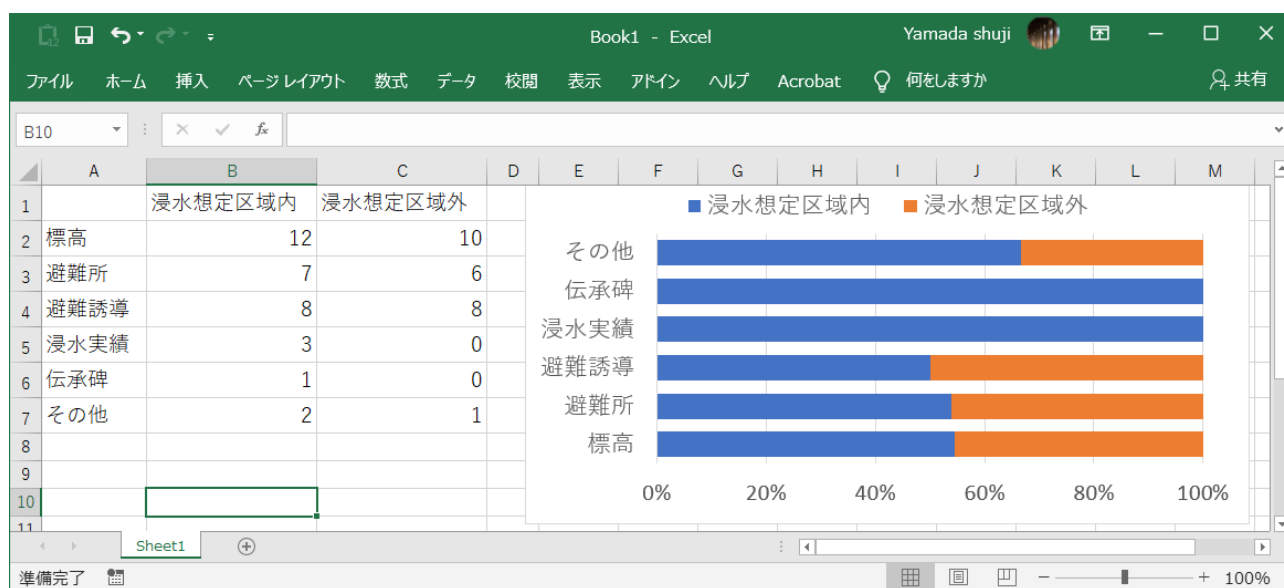 Book1 - Excel
Yamada shuji
ファイル ホーム 挿入 ページ レイアウト 数式 データ 校閲 表示 アドイン ヘルプ Acrobat 何をしますか 共有
B10 fx
A B C D E F G H I J K L M
1 浸水想定区域内 浸水想定区域外
2 標高 12 10
3 避難所 7 6
4 避難誘導 8 8
5 浸水実績 3 0
6 伝承碑 1 0
7 その他 2 1
8
9
10
11
浸水想定区域内 浸水想定区域外
その他
伝承碑
浸水実績
避難誘導
避難所
標高
0% 20% 40% 60% 80% 100%
Sheet1
準備完了 100%